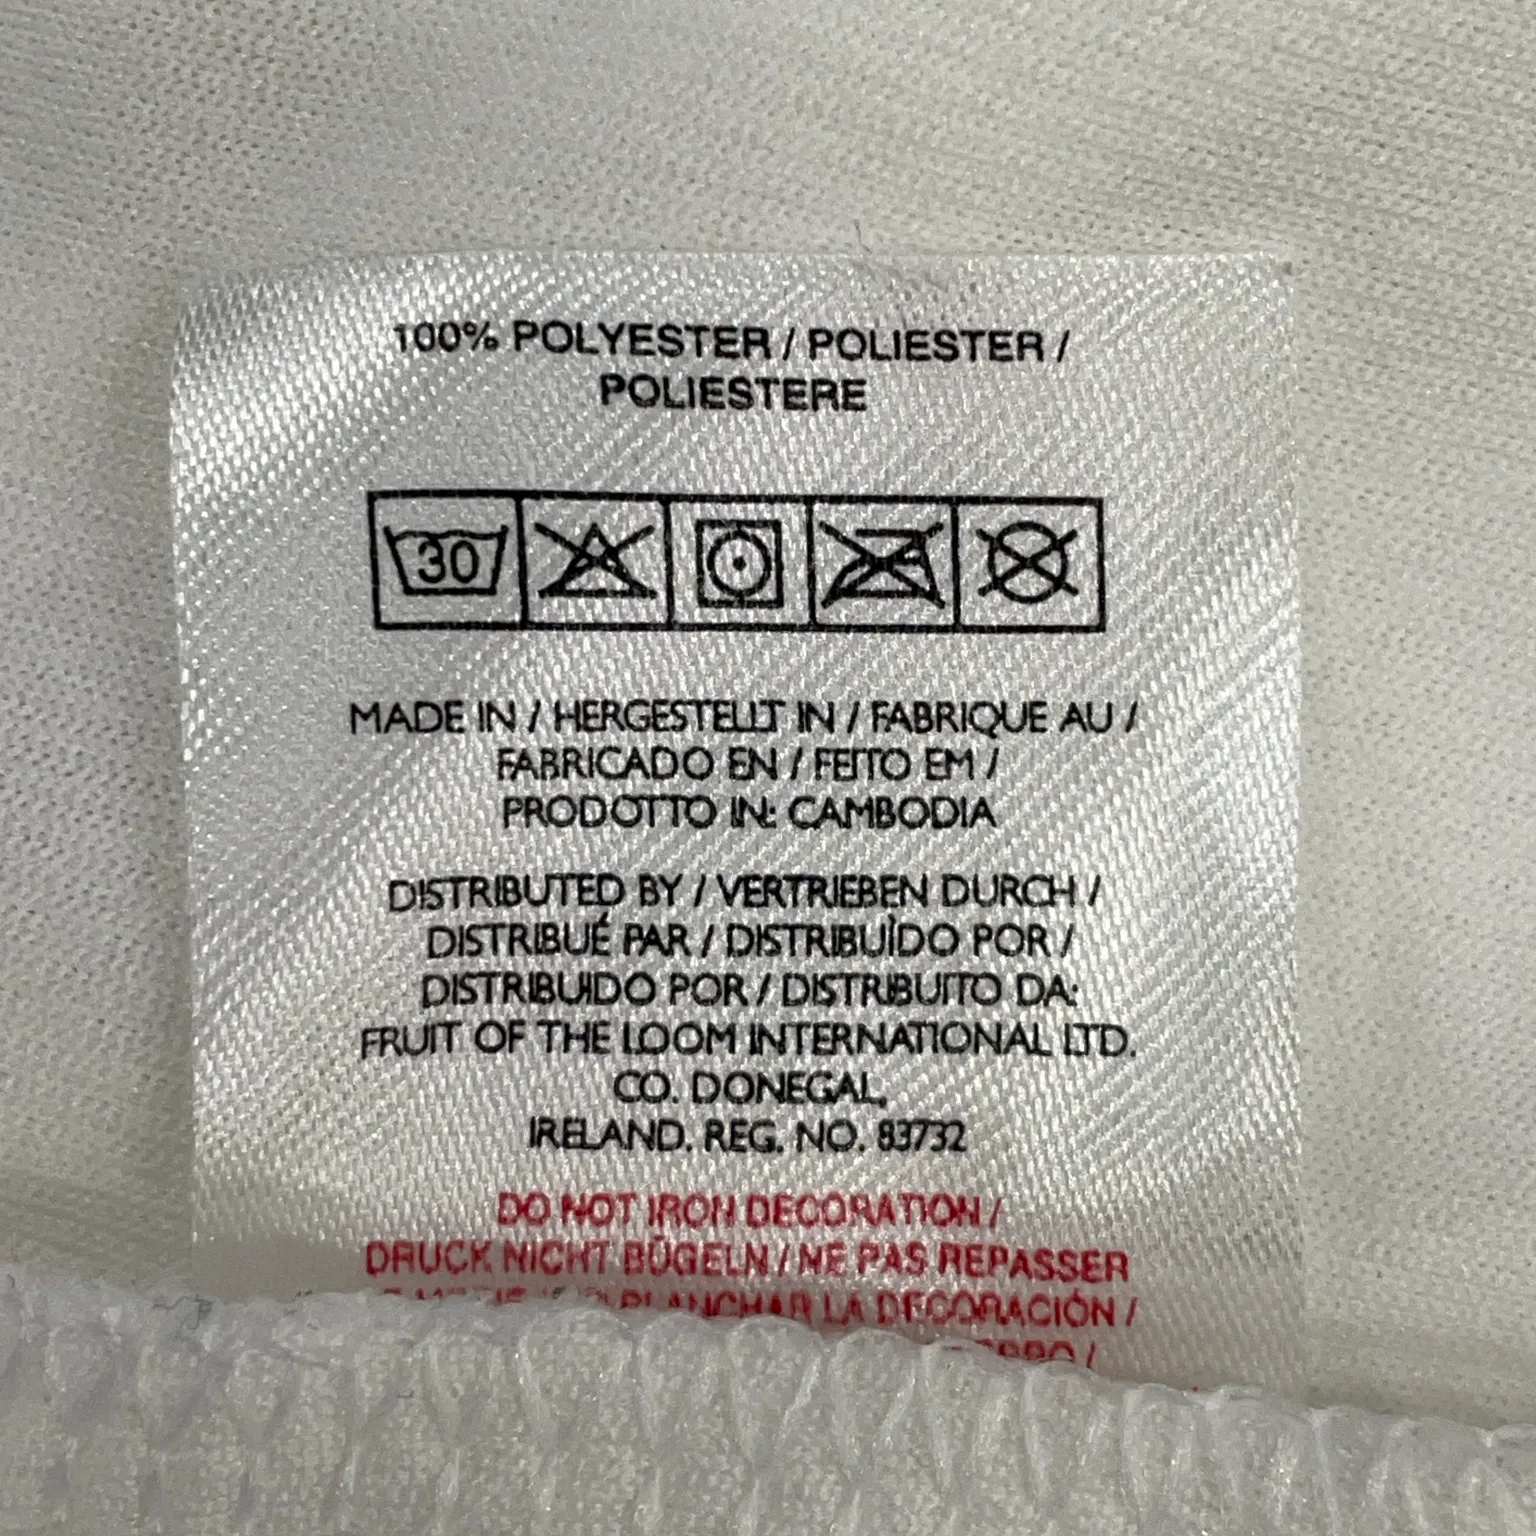 100% POLYESTER / POLIESTER /
POLIESTERE
30
MADE IN / HERGESTELLT IN / FABRIQUE AU /
FABRICADO EN / FEITO EM /
PRODOTTO IN: CAMBODIA
DISTRIBUTED BY / VERTRIEBEN DURCH /
DISTRIBUÉ PAR / DISTRIBUÌDO POR /
DISTRIBUIDO POR / DISTRIBUITO DA:
FRUIT OF THE LOOM INTERNATIONAL LTD.
CO. DONEGAL,
IRELAND. REG. NO. 83732
DO NOT IRON DECORATION /
DRUCK NICHT BÜGELN / NE PAS REPASSER
PLANCHAR LA DECORACIÓN /